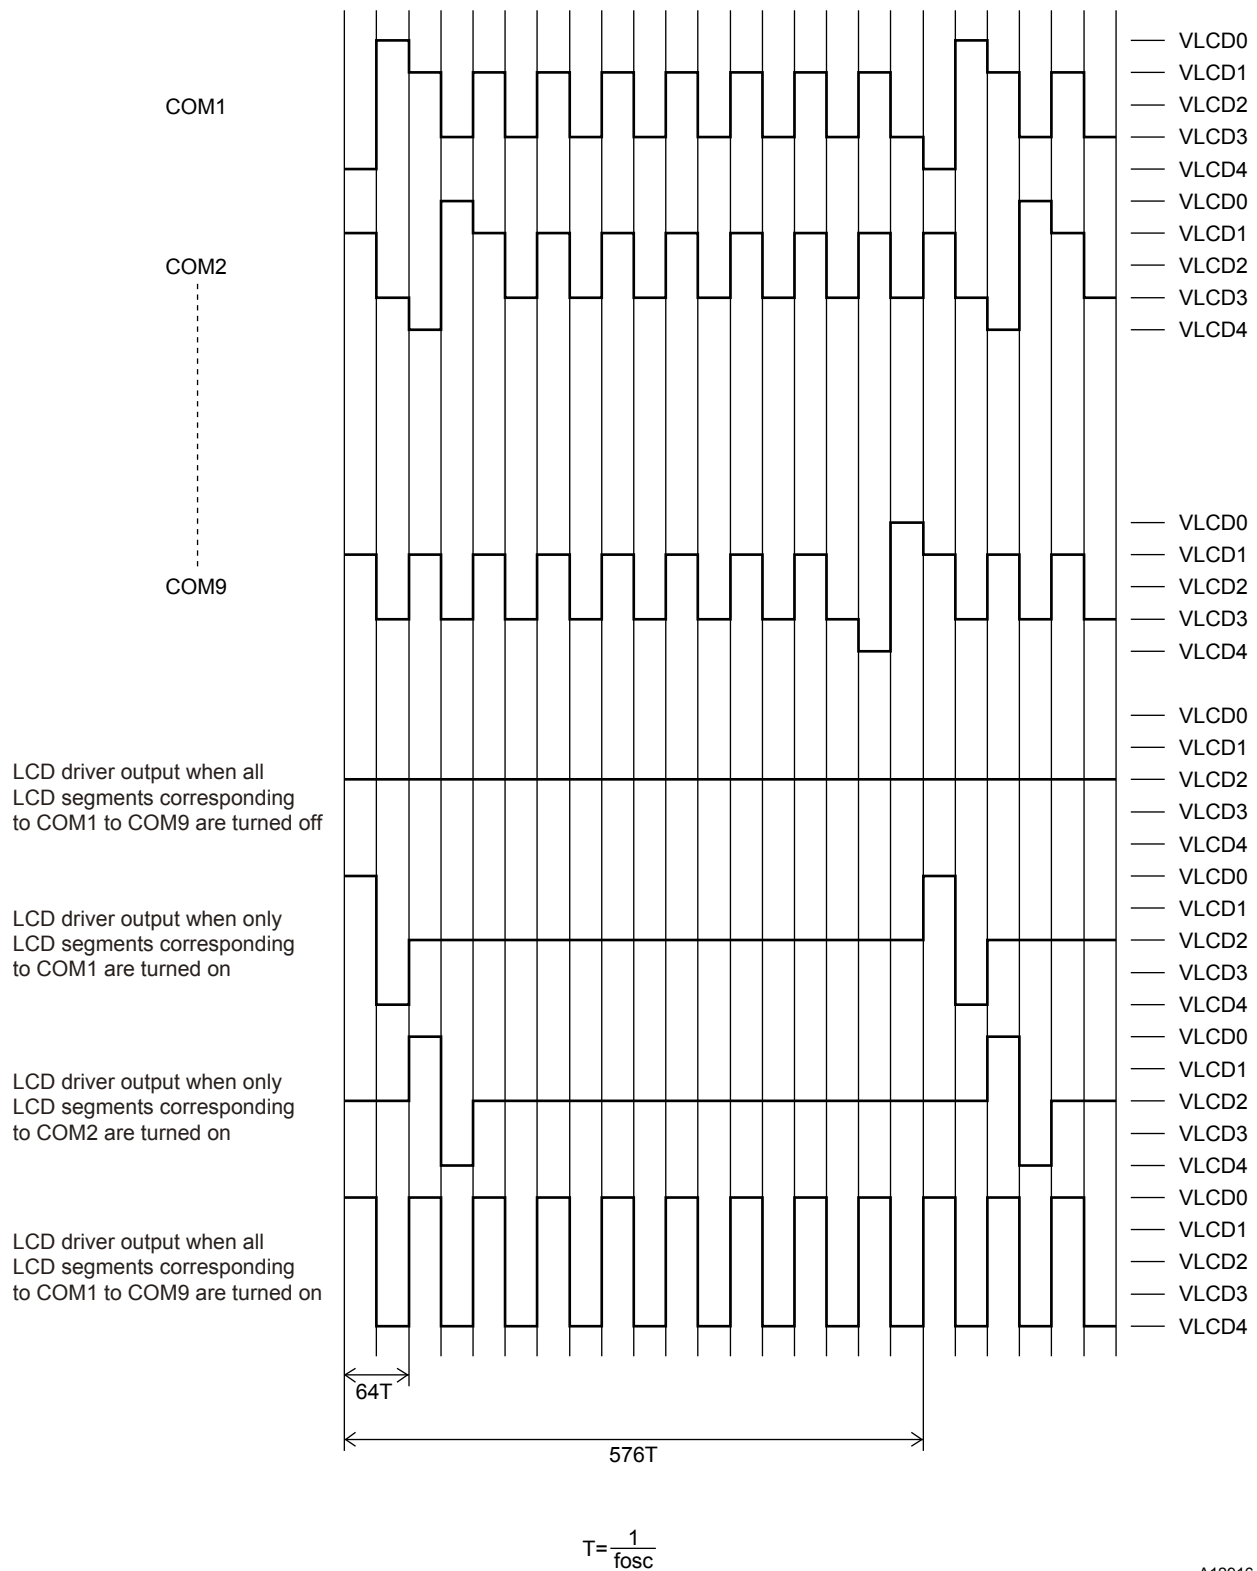 VLCD0
VLCD1
COM1
VLCD2
VLCD3
VLCD4
VLCD0
VLCD1
COM2
VLCD2
VLCD3
VLCD4
VLCD0
VLCD1
COM9
VLCD2
VLCD3
VLCD4
VLCD0
VLCD1
LCD driver output when all
LCD segments corresponding
to COM1 to COM9 are turned off
VLCD2
VLCD3
VLCD4
VLCD0
VLCD1
LCD driver output when only
LCD segments corresponding
to COM1 are turned on
VLCD2
VLCD3
VLCD4
VLCD0
VLCD1
LCD driver output when only
LCD segments corresponding
to COM2 are turned on
VLCD2
VLCD3
VLCD4
VLCD0
VLCD1
LCD driver output when all
LCD segments corresponding
to COM1 to COM9 are turned on
VLCD2
VLCD3
VLCD4
64T
576T
T=1/fosc